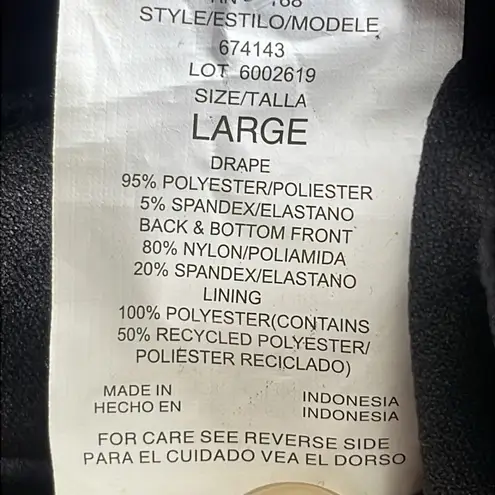 STYLE/ESTILO/MODELE
674143
LOT 6002619
SIZE/TALLA
LARGE
DRAPE
95% POLYESTER/POLIESTER
5% SPANDEX/ELASTANO
BACK & BOTTOM FRONT
80% NYLON/POLIAMIDA
20% SPANDEX/ELASTANO
LINING
100% POLYESTER(CONTAINS
50% RECYCLED POLYESTER/
POLIÉSTER RECICLADO)
MADE IN INDONESIA
HECHO EN INDONESIA
FOR CARE SEE REVERSE SIDE
PARA EL CUIDADO VEA EL DORSO